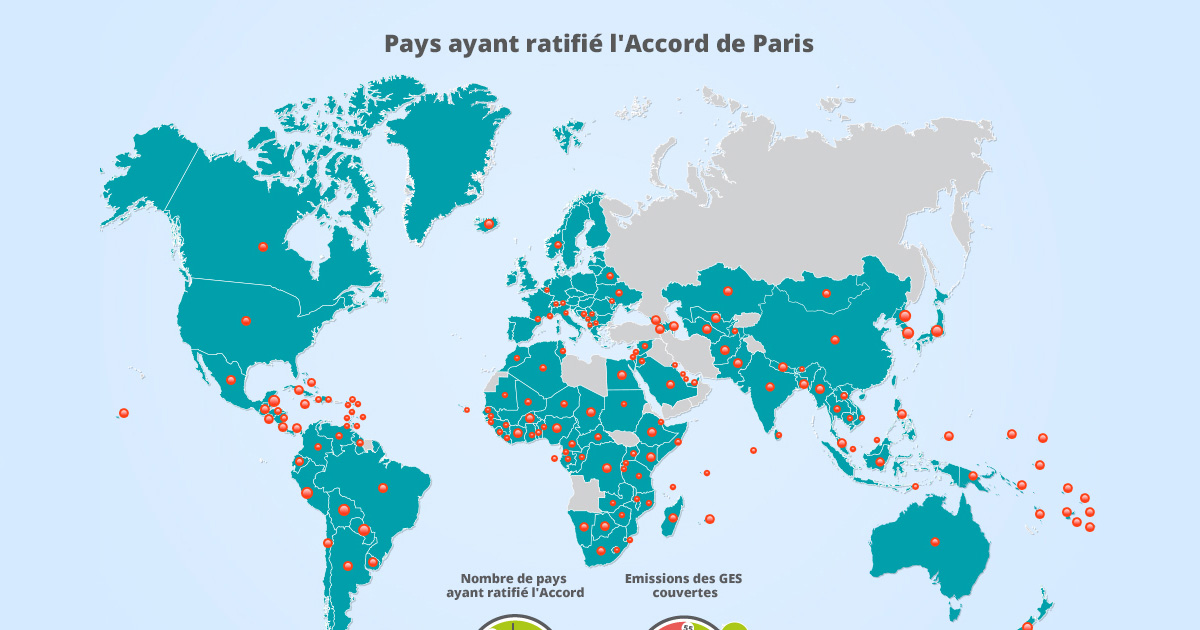 Pays ayant ratifié l'Accord de Paris
Nombre de pays
ayant ratifié l'Accord
Emissions des GES
couvertes
55